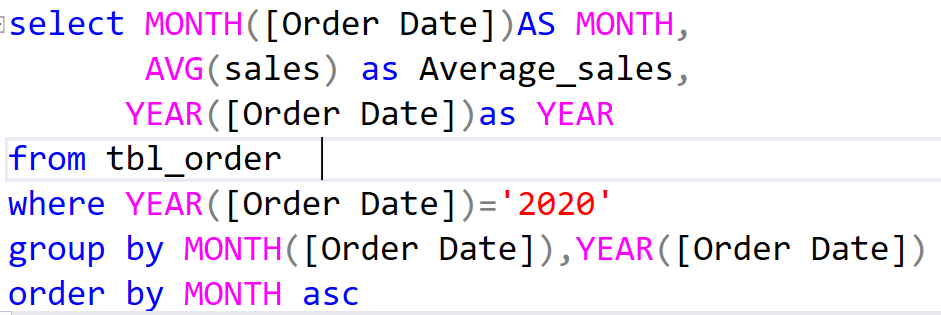 select MONTH([Order Date])AS MONTH,
AVG(sales) as Average_sales,
YEAR([Order Date])as YEAR
from tbl_order
where YEAR([Order Date])='2020'
group by MONTH([Order Date]),YEAR([Order Date])
order by MONTH asc